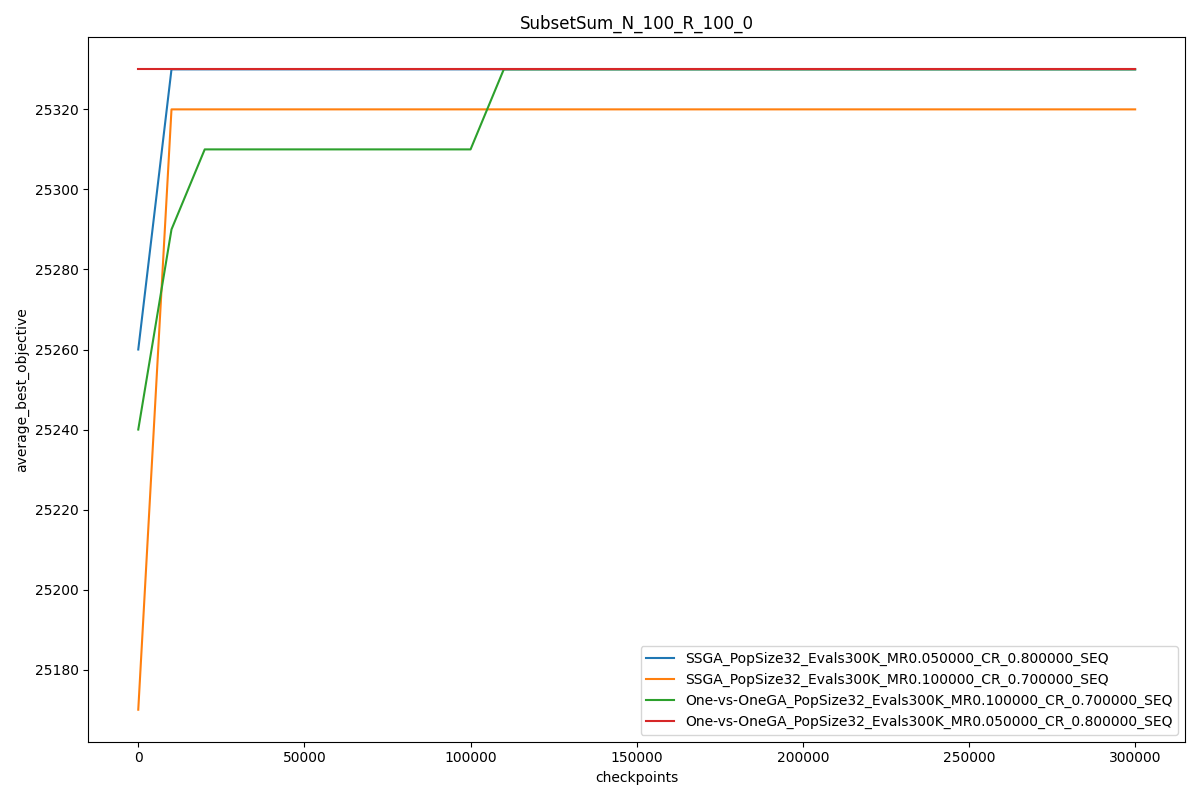 SubsetSum_N_100_R_100_0
average_best_objective
25320
25300
25280
25260
25240
25220
25200
25180
SSGA_PopSize32_Evals300K_MR0.050000_CR_0.800000_SEQ
SSGA_PopSize32_Evals300K_MR0.100000_CR_0.700000_SEQ
One-vs-OneGA_PopSize32_Evals300K_MR0.100000_CR_0.700000_SEQ
One-vs-OneGA_PopSize32_Evals300K_MR0.050000_CR_0.800000_SEQ
0 50000 100000 150000 200000 250000 300000
checkpoints